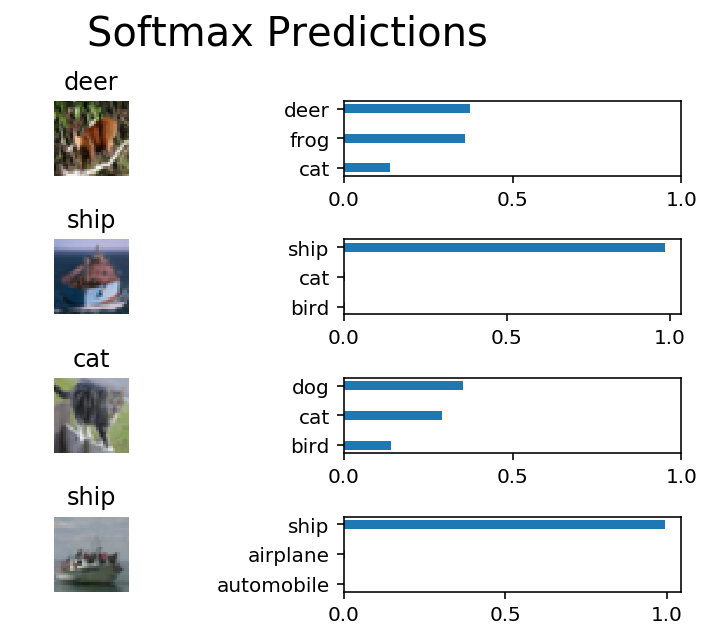 Softmax Predictions
deer
deer
frog
cat
0.0 0.5 1.0
ship
ship
cat
bird
0.0 0.5 1.0
cat
dog
cat
bird
0.0 0.5 1.0
ship
ship
airplane
automobile
0.0 0.5 1.0